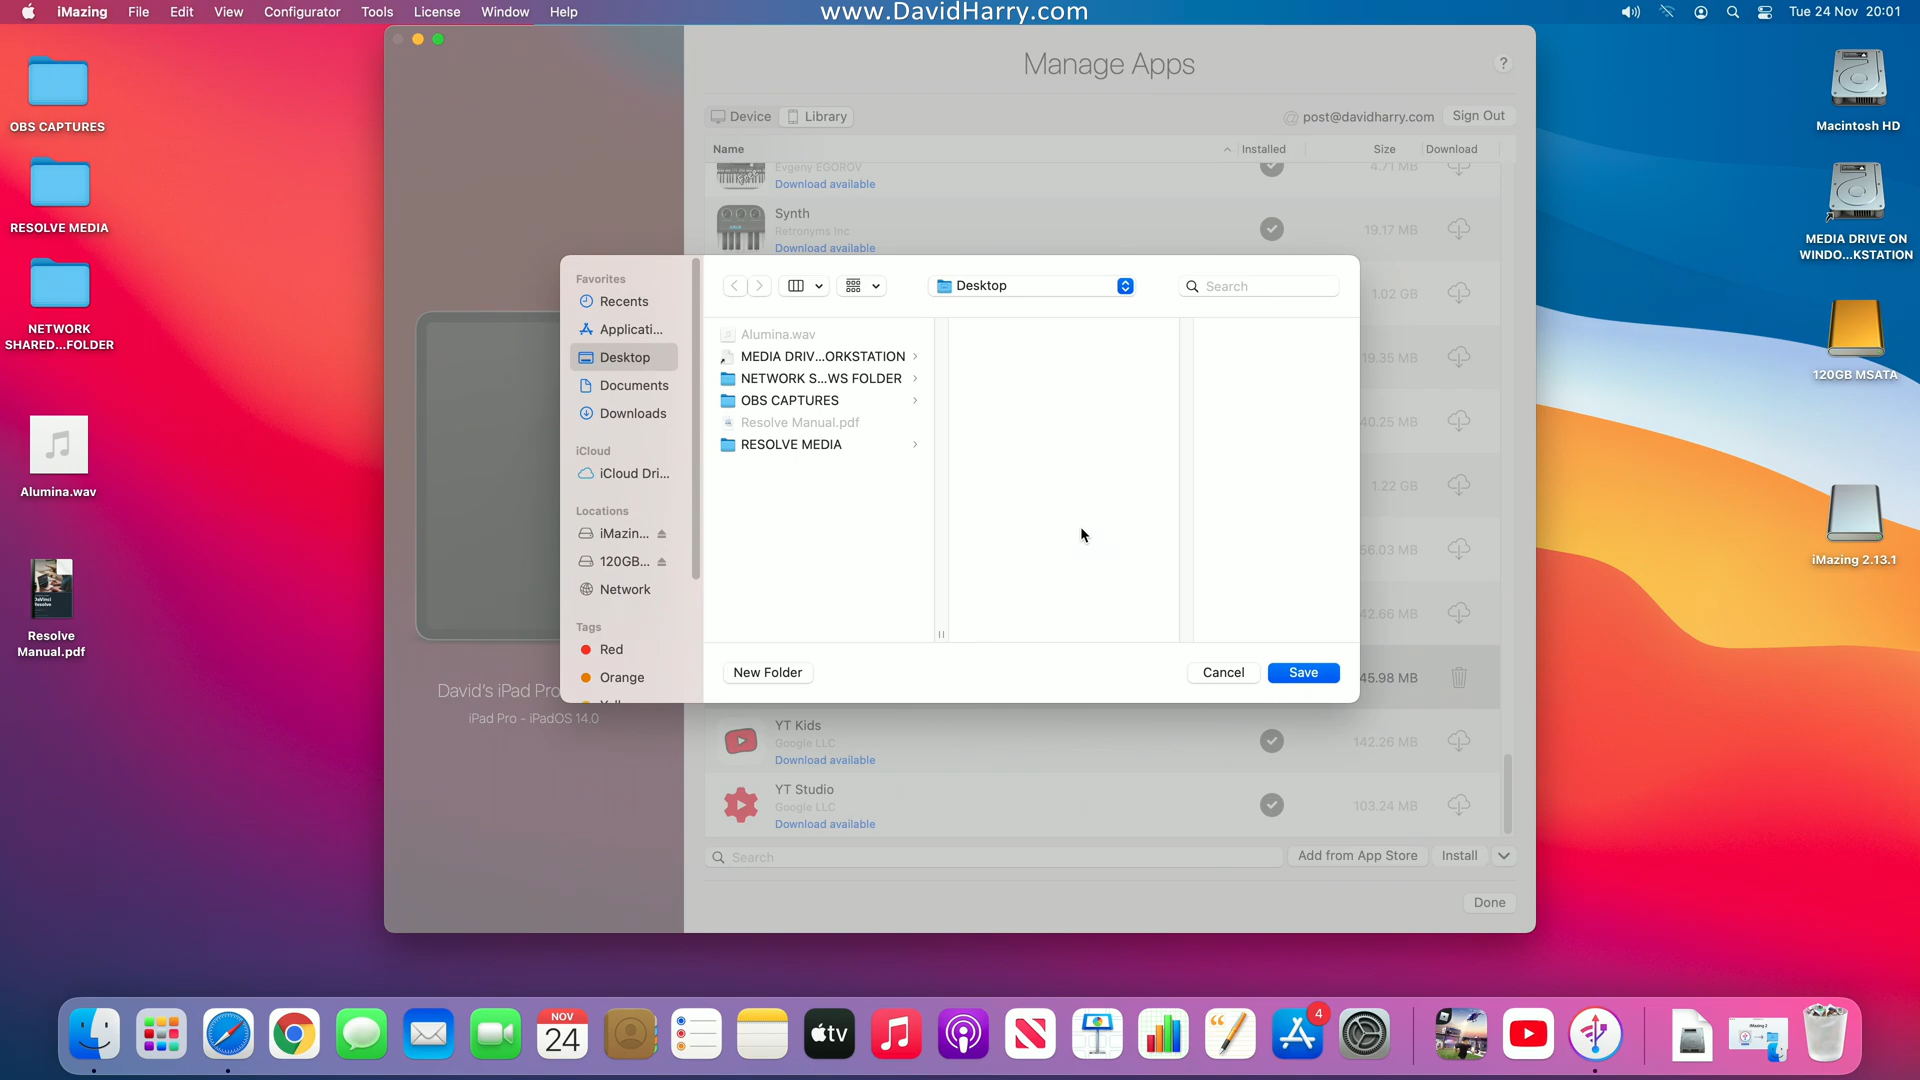 iMazing File Edit View Configurator Tools License Window Help
www.DavidHarry.com
Tue 24 Nov 20:01
OBS CAPTURES
RESOLVE MEDIA
NETWORK
SHARED...FOLDER
Alumina.wav
Resolve
Manual.pdf
Macintosh HD
MEDIA DRIVE ON
WINDO...KSTATION
120GB MSATA
iMazing 2.13.1
Manage Apps
?
Device
Library
post@davidharry.com
Sign Out
Name
Installed
Size
Download
Evgeny EGOROV
4.71 MB
Download available
Synth
Retronyms Inc
19.17 MB
Download available
1.02 GB
19.35 MB
40.25 MB
1.22 GB
56.03 MB
42.66 MB
45.98 MB
Favorites
Recents
Applicati...
Desktop
Documents
Downloads
iCloud
iCloud Dri...
Locations
iMazin...
120GB...
Network
Tags
Red
Orange
Desktop
Search
Alumina.wav
MEDIA DRIV...ORKSTATION
NETWORK S...WS FOLDER
OBS CAPTURES
Resolve Manual.pdf
RESOLVE MEDIA
New Folder
Cancel
Save
David's iPad Pro
iPad Pro - iPadOS 14.0
YT Kids
Google LLC
142.26 MB
Download available
YT Studio
Google LLC
103.24 MB
Download available
Search
Add from App Store
Install
Done
NOV
24
tv
4